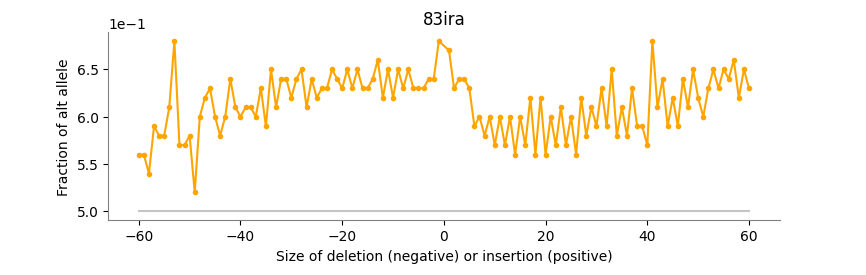 83ira
1e−1
Fraction of alt allele
6.5
6.0
5.5
5.0
−60 −40 −20 0 20 40 60
Size of deletion (negative) or insertion (positive)